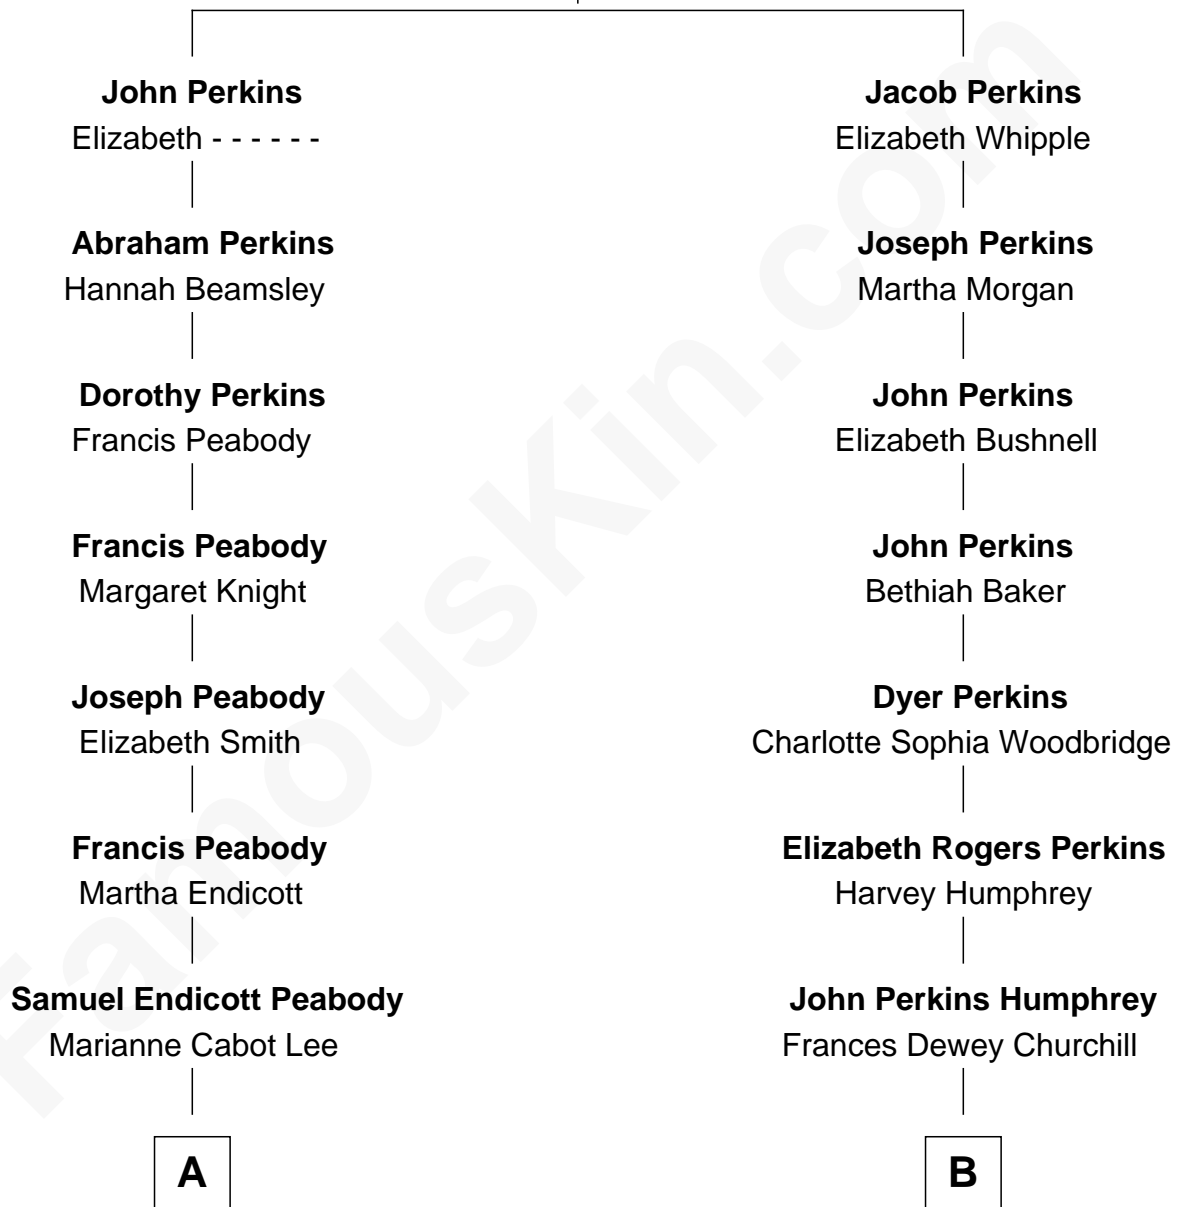 John Perkins
Elizabeth - - - - - -
Jacob Perkins
Elizabeth Whipple
Abraham Perkins
Hannah Beamsley
Joseph Perkins
Martha Morgan
Dorothy Perkins
Francis Peabody
John Perkins
Elizabeth Bushnell
Francis Peabody
Margaret Knight
John Perkins
Bethiah Baker
Joseph Peabody
Elizabeth Smith
Dyer Perkins
Charlotte Sophia Woodbridge
Francis Peabody
Martha Endicott
Elizabeth Rogers Perkins
Harvey Humphrey
Samuel Endicott Peabody
Marianne Cabot Lee
John Perkins Humphrey
Frances Dewey Churchill
A
B
FamousKin.com